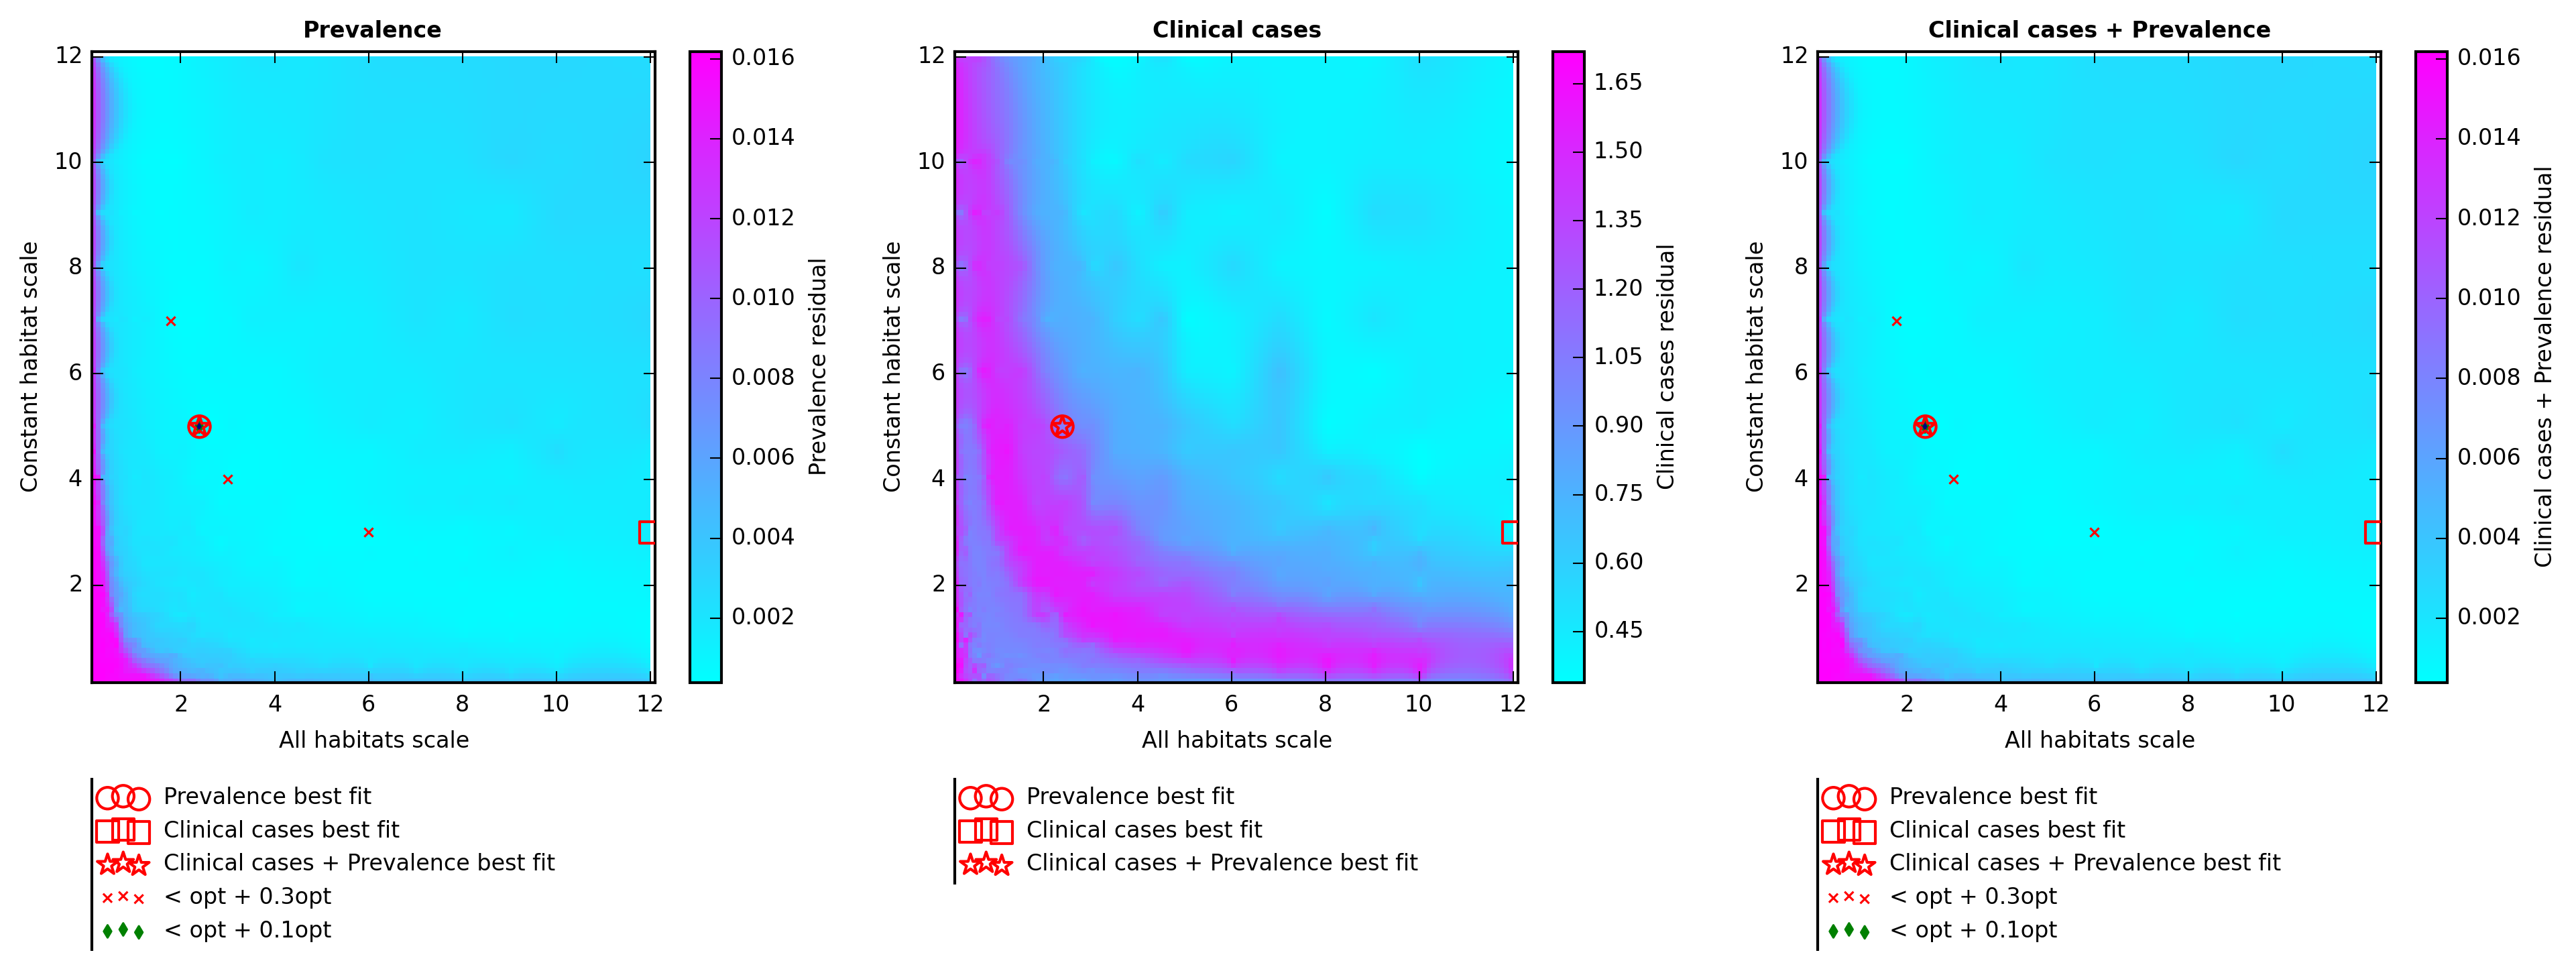 Prevalence
12
10
8
6
4
2
Constant habitat scale
2 4 6 8 10 12
All habitats scale
0.016
0.014
0.012
0.010
0.008
0.006
0.004
0.002
Prevalence residual
Prevalence best fit
Clinical cases best fit
Clinical cases + Prevalence best fit
< opt + 0.3opt
< opt + 0.1opt
Clinical cases
12
10
8
6
4
2
Constant habitat scale
2 4 6 8 10 12
All habitats scale
1.65
1.50
1.35
1.20
1.05
0.90
0.75
0.60
0.45
Clinical cases residual
Prevalence best fit
Clinical cases best fit
Clinical cases + Prevalence best fit
Clinical cases + Prevalence
12
10
8
6
4
2
Constant habitat scale
2 4 6 8 10 12
All habitats scale
0.016
0.014
0.012
0.010
0.008
0.006
0.004
0.002
Clinical cases + Prevalence residual
Prevalence best fit
Clinical cases best fit
Clinical cases + Prevalence best fit
< opt + 0.3opt
< opt + 0.1opt